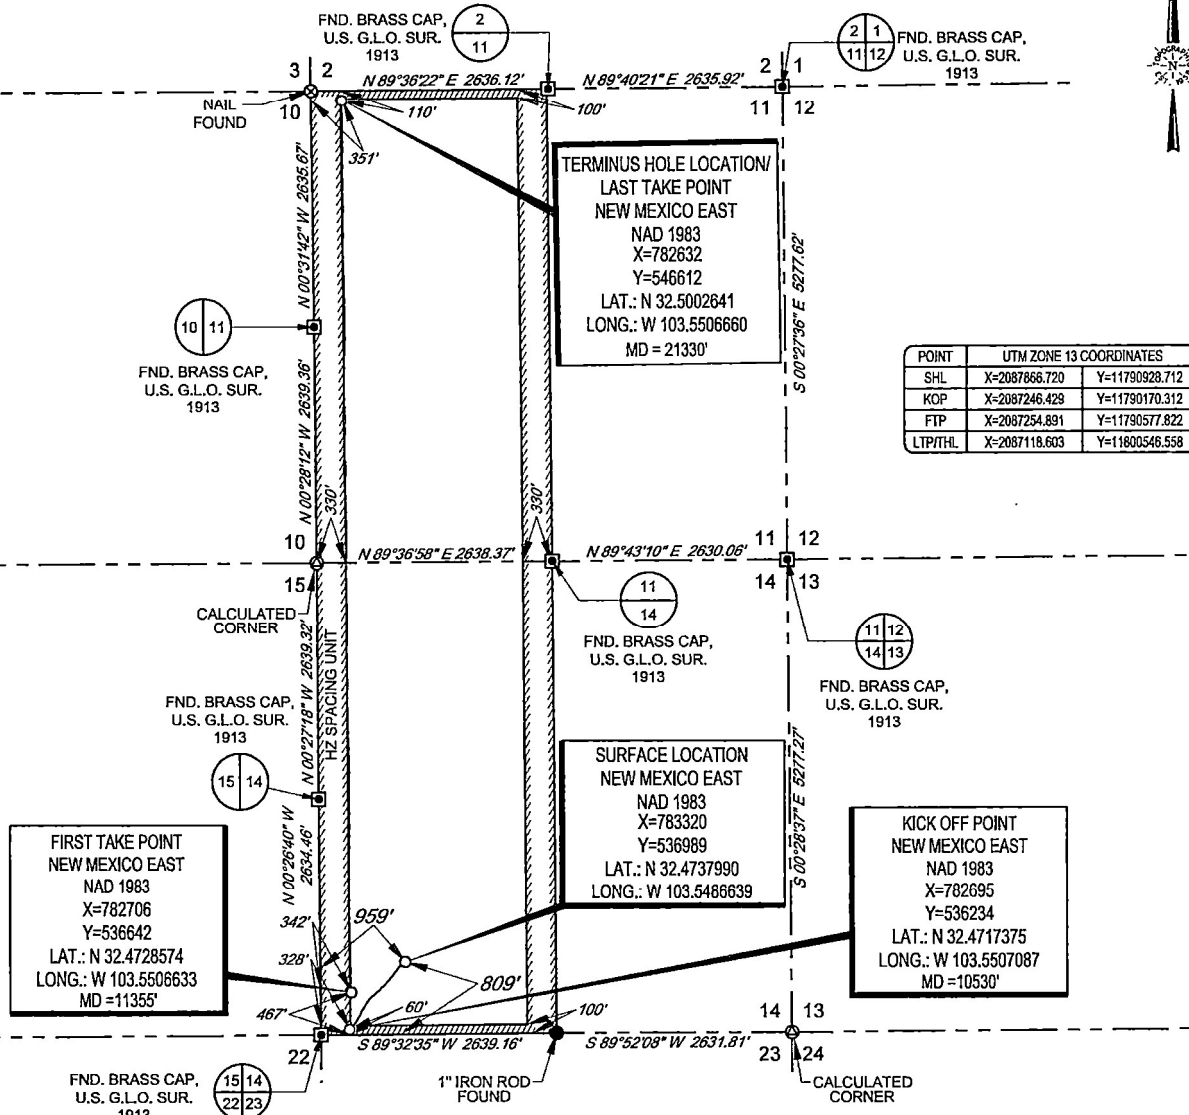 FND. BRASS CAP,
U.S. G.L.O. SUR.
1913
2
11
2 1
11 12
FND. BRASS CAP,
U.S. G.L.O. SUR.
1913
3 2
10
N 89°36'22" E 2636.12'
N 89°40'21" E 2635.92'
2 1
11 12
NAIL
FOUND
110'
100'
351'
N 00°31'42" W 2635.67'
TERMINUS HOLE LOCATION/
LAST TAKE POINT
NEW MEXICO EAST
NAD 1983
X=782632
Y=546612
LAT.: N 32.5002641
LONG.: W 103.5506660
MD = 21330'
S 00°27'36" E 5277.62'
10 11
FND. BRASS CAP,
U.S. G.L.O. SUR.
1913
POINT UTM ZONE 13 COORDINATES
SHL X=2087866.720 Y=11790928.712
KOP X=2087246.429 Y=11790170.312
FTP X=2087254.891 Y=11790577.822
LTP/THL X=2087118.603 Y=11800546.558
N 00°28'12" W 2639.36'
330'
330'
10
15
N 89°36'58" E 2638.37'
N 89°43'10" E 2630.06'
11 12
14 13
CALCULATED
CORNER
11
14
FND. BRASS CAP,
U.S. G.L.O. SUR.
1913
11 12
14 13
FND. BRASS CAP,
U.S. G.L.O. SUR.
1913
N 00°27'18" W 2639.32'
HZ SPACING UNIT
FND. BRASS CAP,
U.S. G.L.O. SUR.
1913
15 14
SURFACE LOCATION
NEW MEXICO EAST
NAD 1983
X=783320
Y=536989
LAT.: N 32.4737990
LONG.: W 103.5486639
S 00°28'37" E 5277.27'
FIRST TAKE POINT
NEW MEXICO EAST
NAD 1983
X=782706
Y=536642
LAT.: N 32.4728574
LONG.: W 103.5506633
MD =11355'
N 00°26'40" W
2634.46'
KICK OFF POINT
NEW MEXICO EAST
NAD 1983
X=782695
Y=536234
LAT.: N 32.4717375
LONG.: W 103.5507087
MD =10530'
342'
959'
328'
809'
467'
60'
100'
22
S 89°32'35" W 2639.16'
S 89°52'08" W 2631.81'
14 13
23 24
FND. BRASS CAP,
U.S. G.L.O. SUR.
1913
15 14
22 23
1" IRON ROD
FOUND
CALCULATED
CORNER